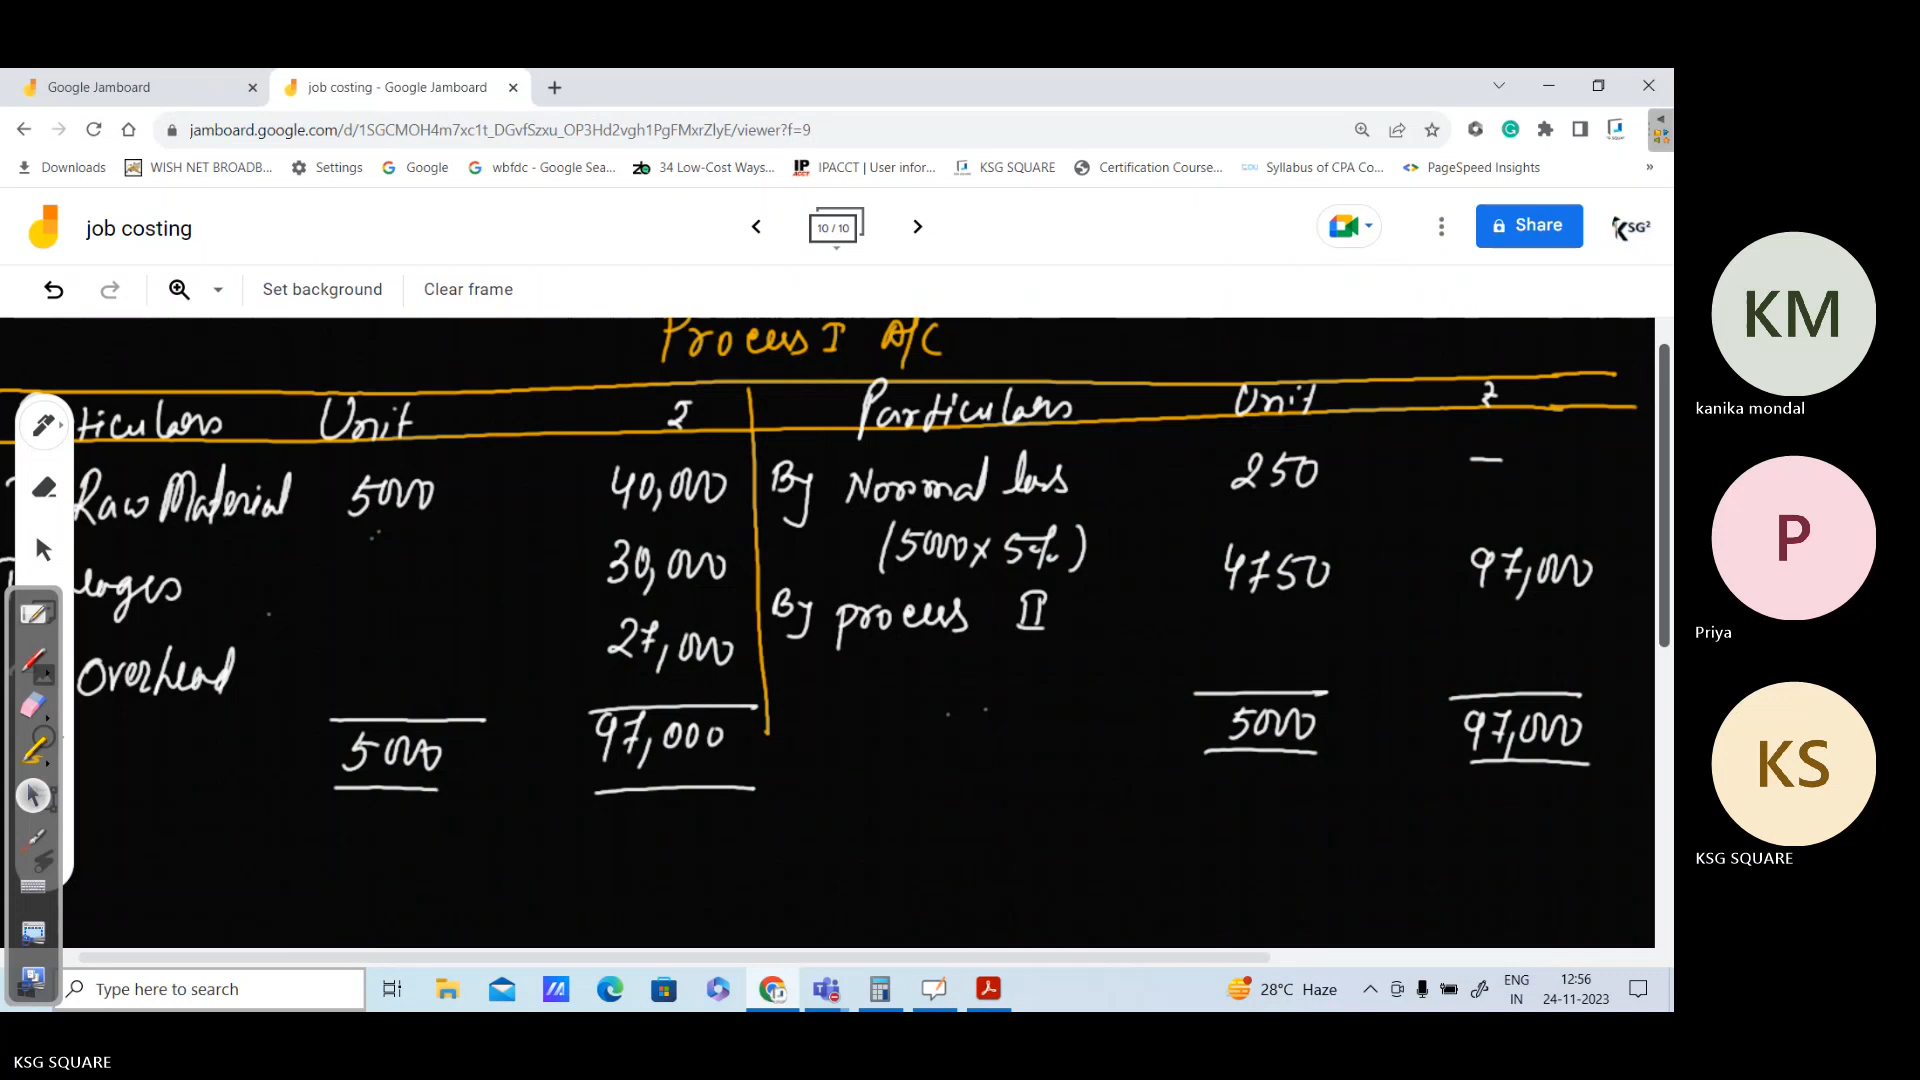 Google Jamboard
job costing - Google Jamboard
jamboard.google.com/d/1SGCMOH4m7xc1t_DGvfSzxu_OP3Hd2vgh1PgFMxrZlyE/viewer?f=9
Downloads WISH NET BROADB... Settings Google wbfdc - Google Sea... 34 Low-Cost Ways... IPACCT | User infor... KSG SQUARE Certification Course... Syllabus of CPA Co... PageSpeed Insights »
job costing
10 / 10
Share
KSG²
Set background Clear frame
Process I A/C
ticulars Unit ₹ Particulars Unit ₹
Raw Material 5000 40,000 By Normal loss 250 —
(5000 x 5%)
ages 30,000 4750 97,000
By process II
Overhead 27,000
5000 97,000 5000 97,000
KM
kanika mondal
P
Priya
KS
KSG SQUARE
Type here to search
28°C Haze
ENG
IN
12:56
24-11-2023
KSG SQUARE